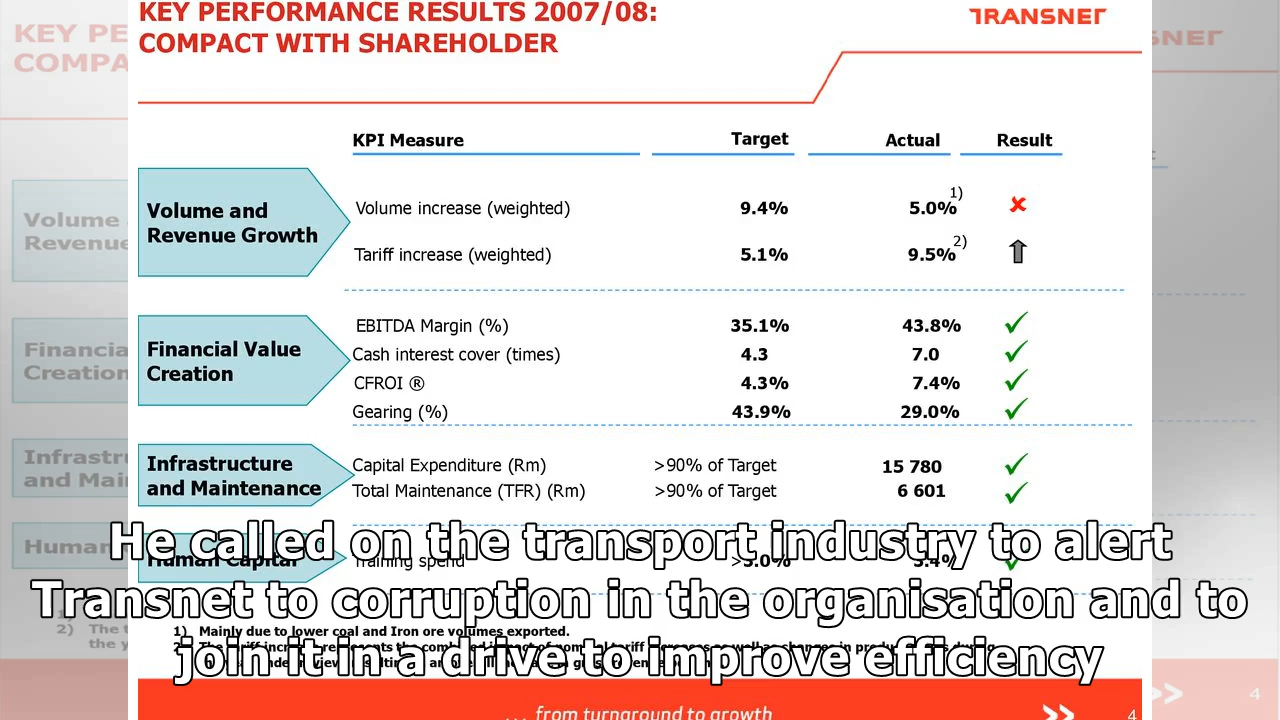 KEY PERFORMANCE RESULTS 2007/08:
COMPACT WITH SHAREHOLDER
TRANSNET
KPI Measure Target Actual Result
Volume and Revenue Growth
Volume increase (weighted) 9.4% 5.0% 1) ✘
Tariff increase (weighted) 5.1% 9.5% 2)
Financial Value Creation
EBITDA Margin (%) 35.1% 43.8% ✓
Cash interest cover (times) 4.3 7.0 ✓
CFROI ® 4.3% 7.4% ✓
Gearing (%) 43.9% 29.0% ✓
Infrastructure and Maintenance
Capital Expenditure (Rm) >90% of Target 15 780 ✓
Total Maintenance (TFR) (Rm) >90% of Target 6 601 ✓
Human Capital
Training spend
He called on the transport industry to alert
Transnet to corruption in the organisation and to
join it in a drive to improve efficiency
1) Mainly due to lower coal and Iron ore volumes exported.
... from turnaround to growth
4